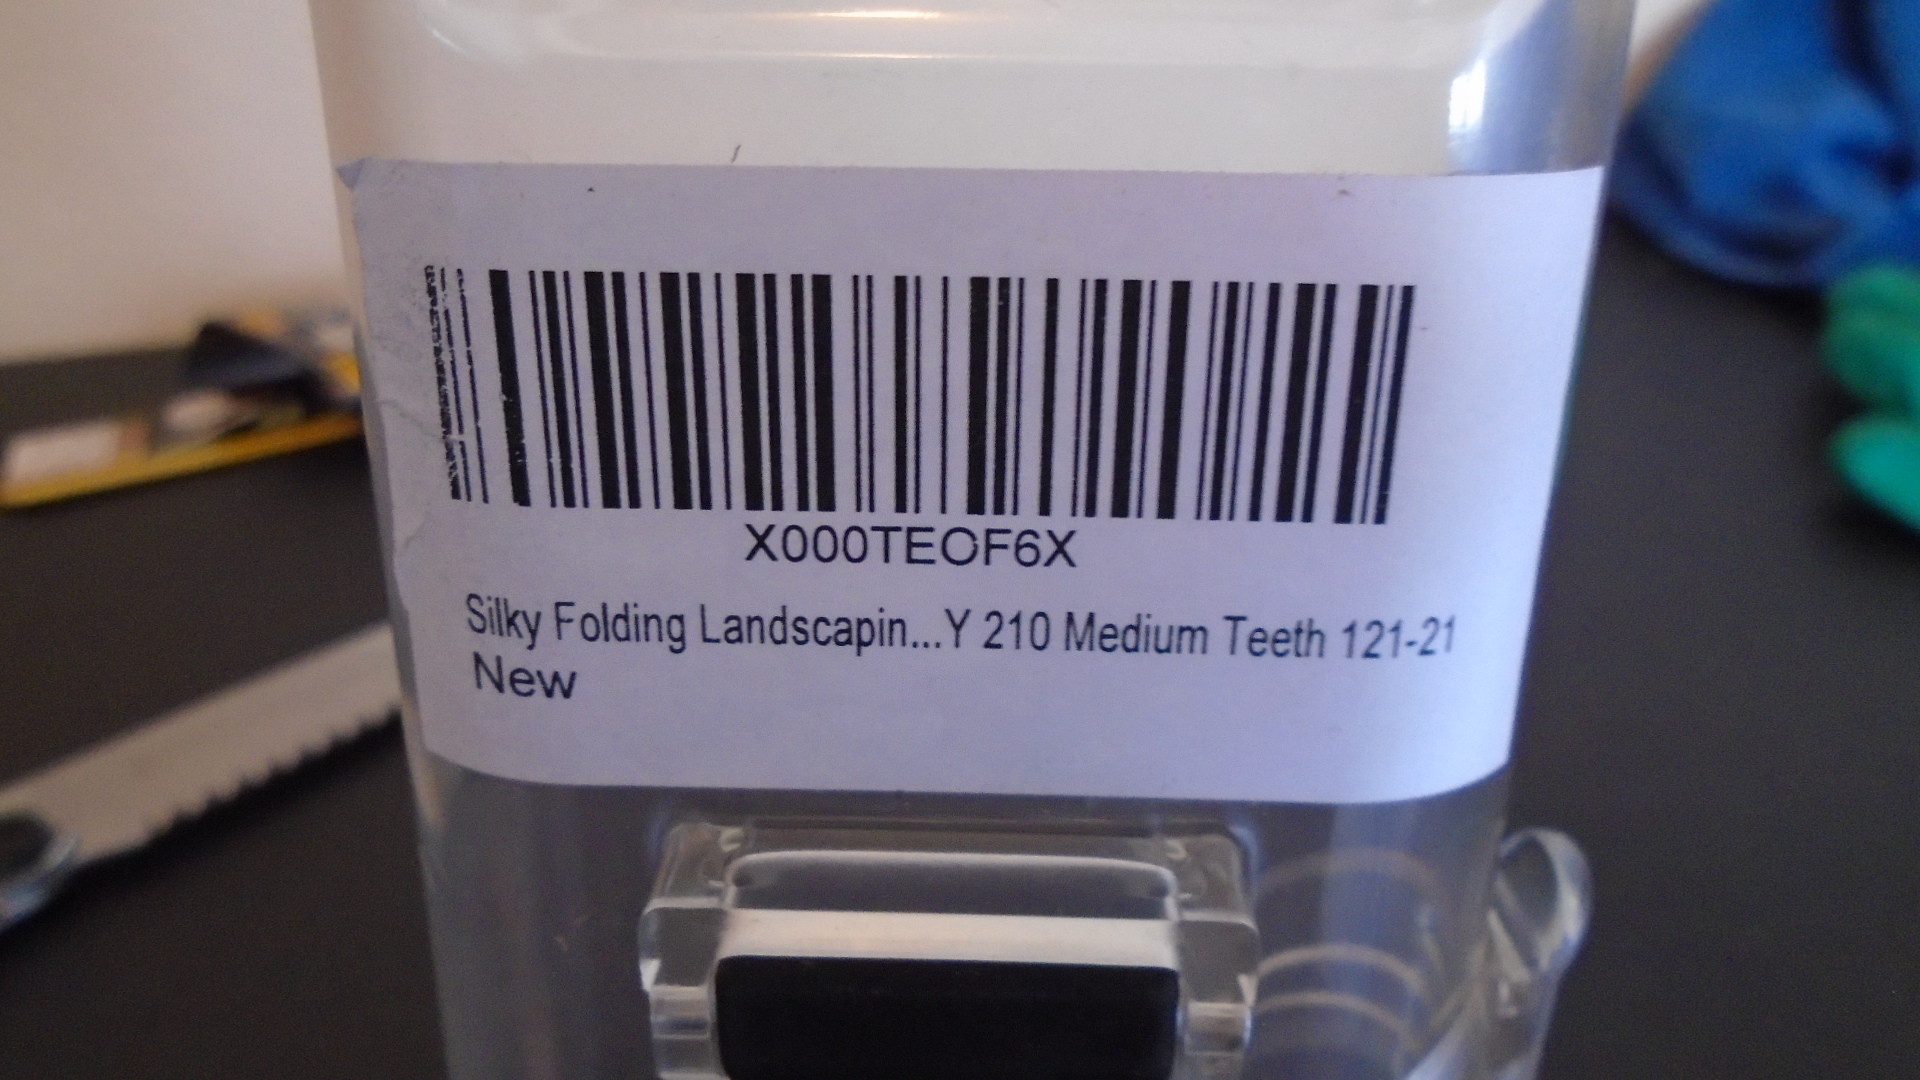 X000TEOF6X
Silky Folding Landscapin...Y 210 Medium Teeth 121-21
New